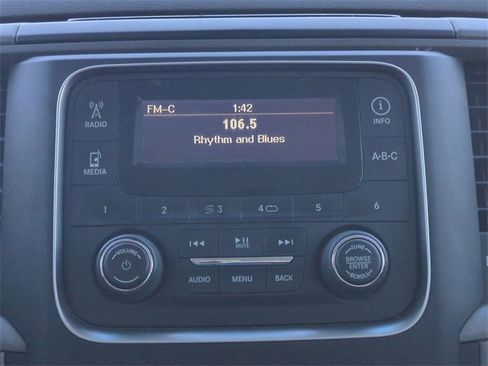 FM-C 1:42
106.5
Rhythm and Blues
RADIO
MEDIA
INFO
A•B•C
1 2 3 4 5 6
MUTE
VOLUME
AUDIO MENU BACK
TUNE
BROWSE
ENTER
SCROLL